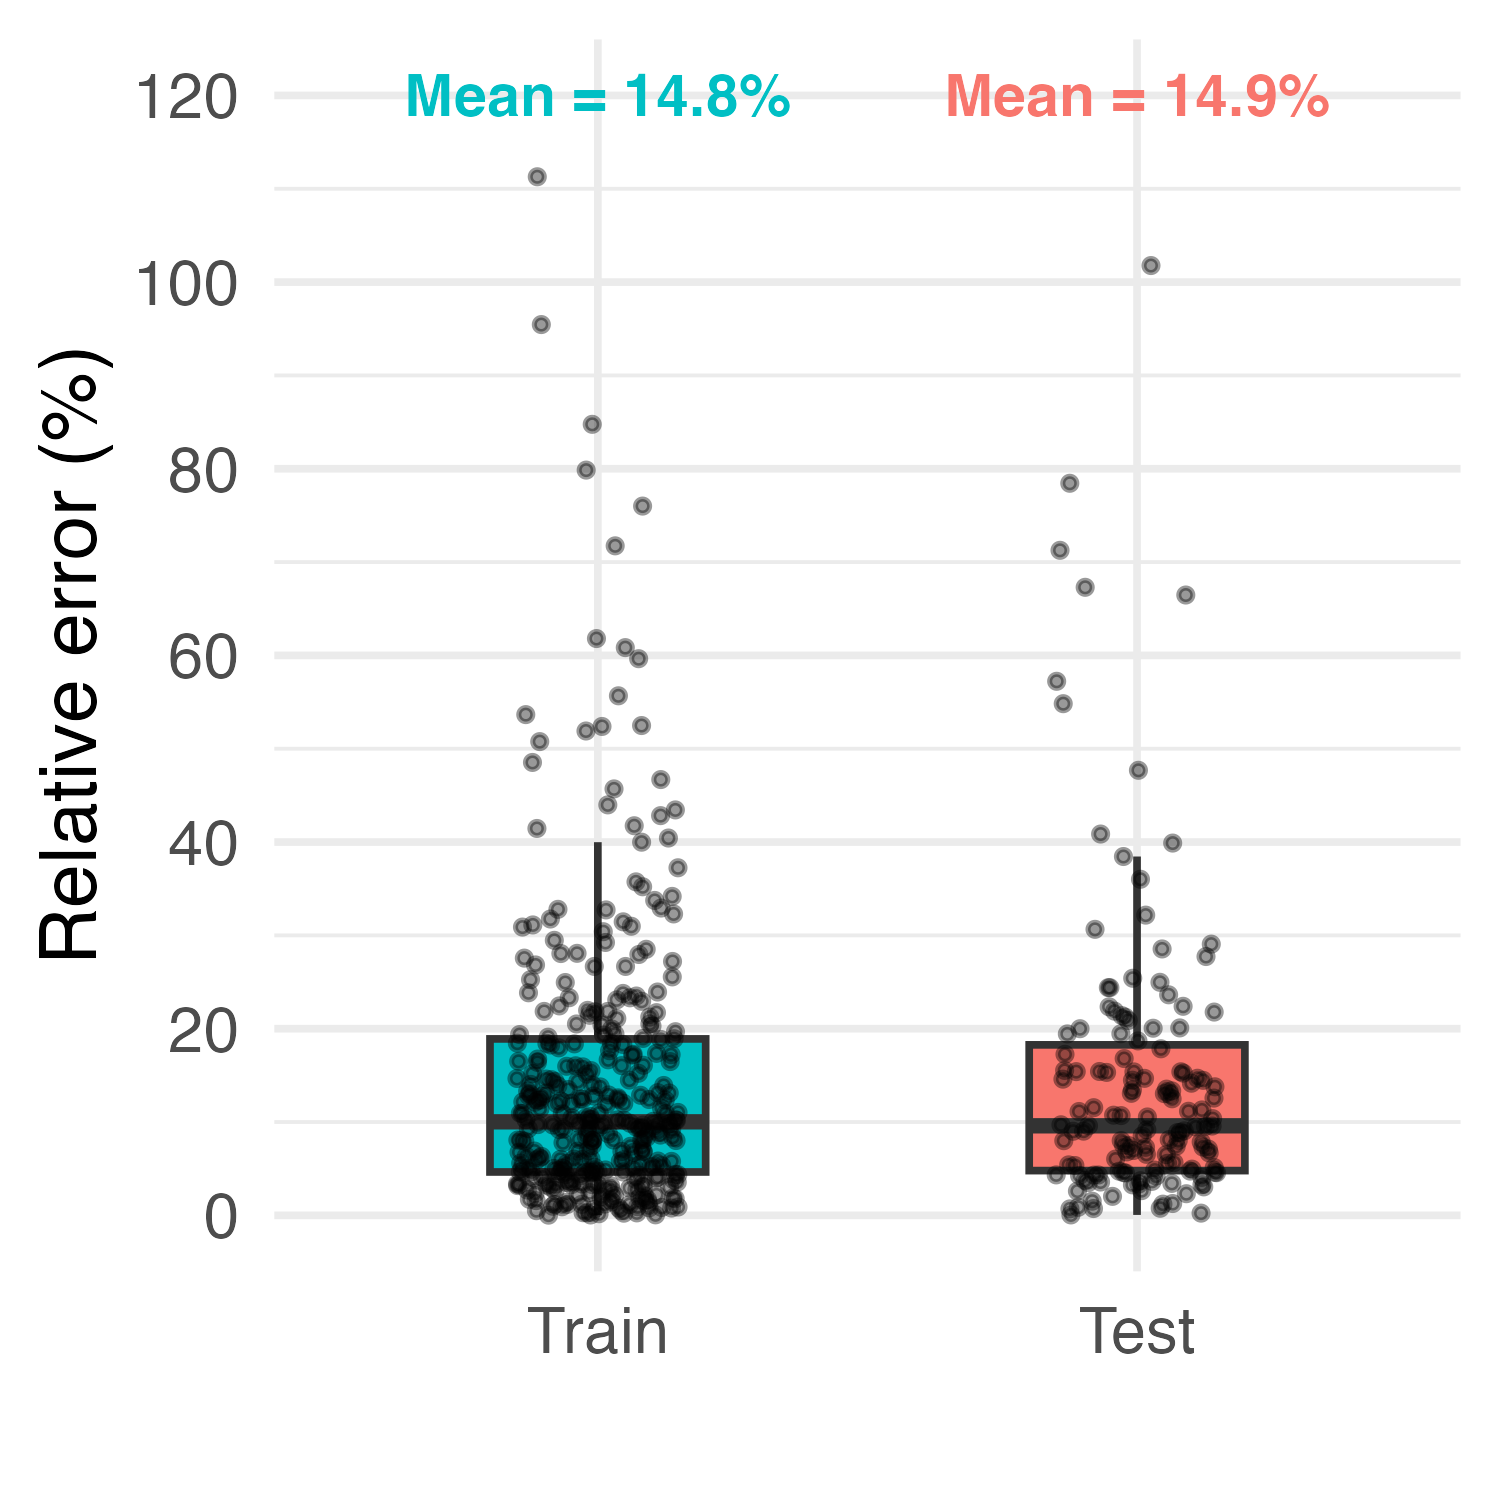 Mean = 14.8%
Mean = 14.9%
120
100
80
60
40
20
0
Relative error (%)
Train
Test